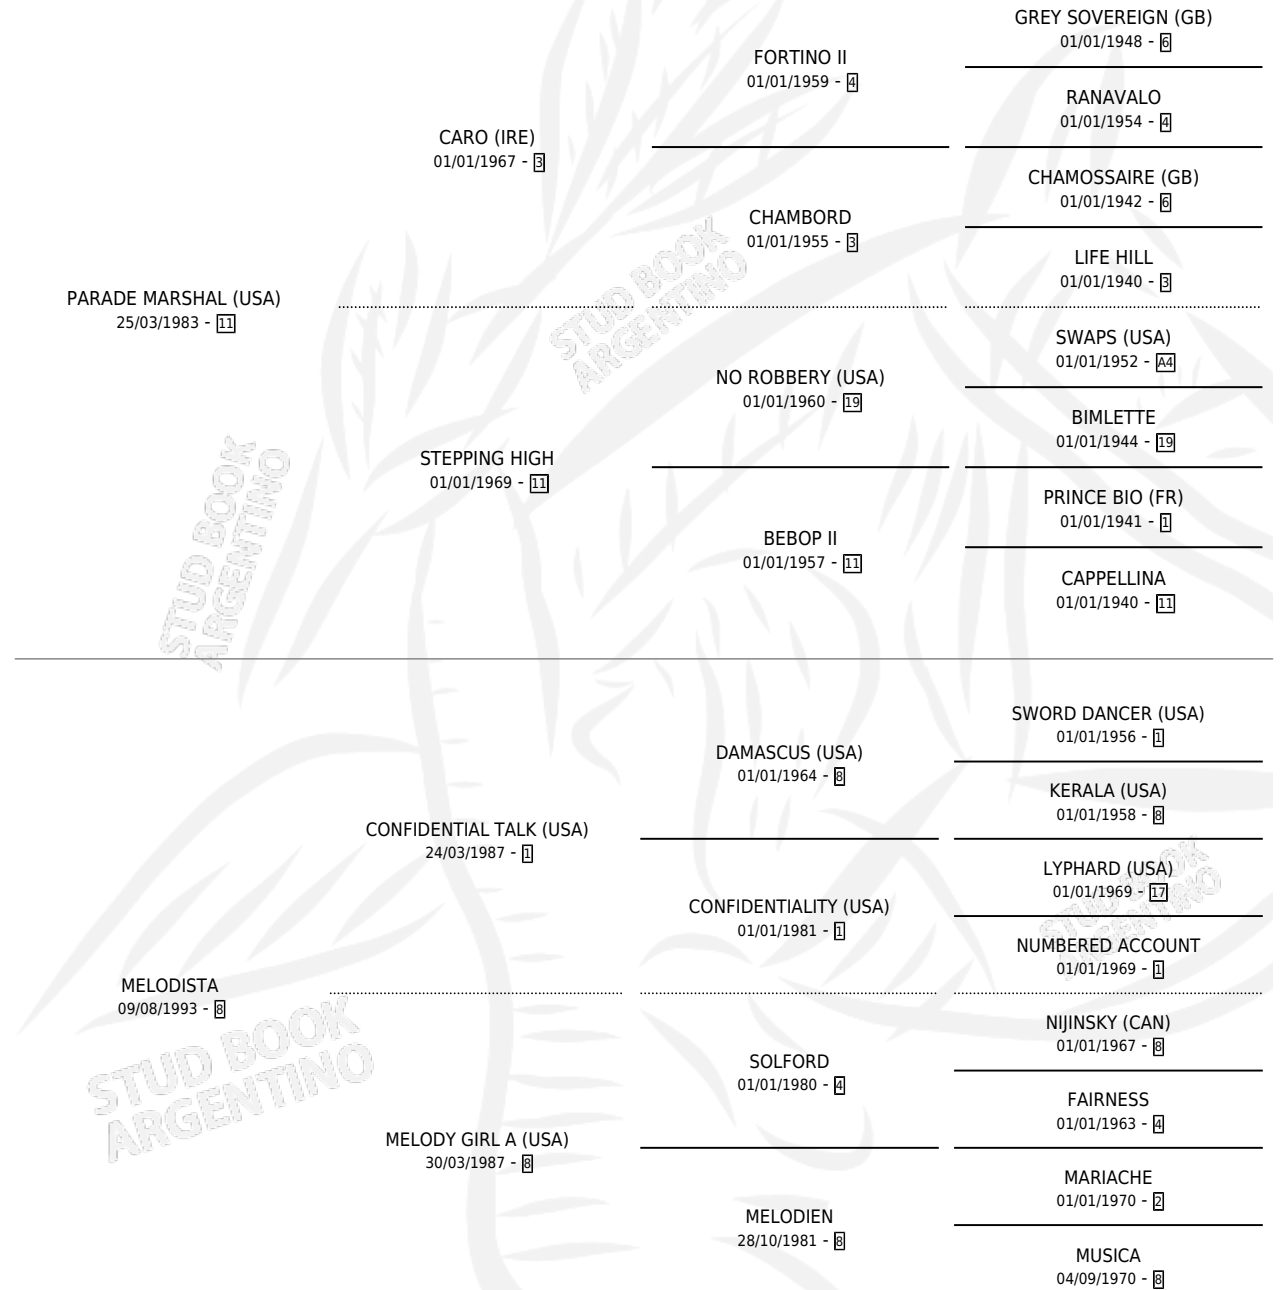 GREY SOVEREIGN (GB)
01/01/1948 - 6
FORTINO II
01/01/1959 - 4
RANAVALO
01/01/1954 - 4
CARO (IRE)
01/01/1967 - 3
CHAMOSSAIRE (GB)
01/01/1942 - 6
CHAMBORD
01/01/1955 - 3
LIFE HILL
01/01/1940 - 3
PARADE MARSHAL (USA)
25/03/1983 - 11
SWAPS (USA)
01/01/1952 - A4
NO ROBBERY (USA)
01/01/1960 - 19
BIMLETTE
01/01/1944 - 19
STEPPING HIGH
01/01/1969 - 11
PRINCE BIO (FR)
01/01/1941 - 1
BEBOP II
01/01/1957 - 11
CAPPELLINA
01/01/1940 - 11
STUD BOOK
ARGENTINO
STUD BOOK
ARGENTINO
SWORD DANCER (USA)
01/01/1956 - 1
DAMASCUS (USA)
01/01/1964 - 8
KERALA (USA)
01/01/1958 - 8
CONFIDENTIAL TALK (USA)
24/03/1987 - 1
LYPHARD (USA)
01/01/1969 - 17
CONFIDENTIALITY (USA)
01/01/1981 - 1
NUMBERED ACCOUNT
01/01/1969 - 1
MELODISTA
09/08/1993 - 8
NIJINSKY (CAN)
01/01/1967 - 8
SOLFORD
01/01/1980 - 4
FAIRNESS
01/01/1963 - 4
MELODY GIRL A (USA)
30/03/1987 - 8
MARIACHE
01/01/1970 - 2
MELODIEN
28/10/1981 - 8
MUSICA
04/09/1970 - 8
STUD BOOK
ARGENTINO
STUD BOOK
ARGENTINO